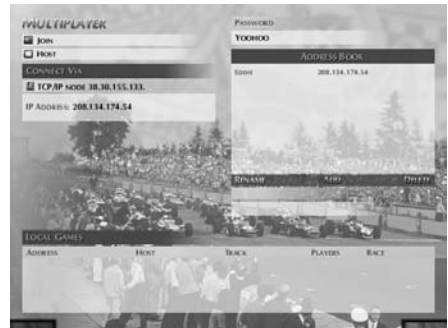 MULTIPLAYER
JOIN
HOST
CONNECT VIA
TCP/IP NODE 38.30.155.133.
IP ADDRESS: 208.134.174.54
PASSWORD
YOOHOO
ADDRESS BOOK
EDDIE 208.134.174.54
RENAME ADD DELETE
LOCAL GAMES
ADDRESS HOST TRACK PLAYERS RACE